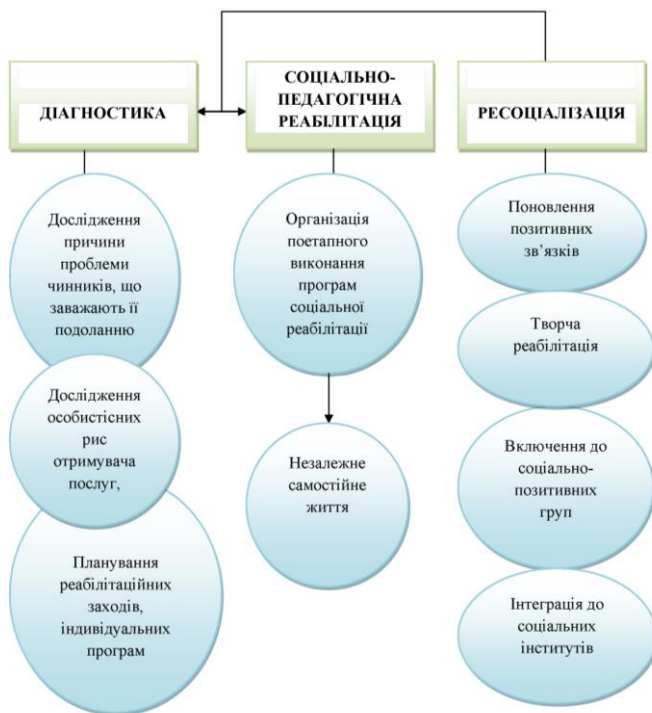 ДІАГНОСТИКА
СОЦІАЛЬНО-
ПЕДАГОГІЧНА
РЕАБІЛІТАЦІЯ
РЕСОЦІАЛІЗАЦІЯ
Дослідження
причини
проблеми
чинників, що
заважають її
подоланню
Дослідження
особистісних
рис
отримувача
послуг,
Планування
реабілітаційних
заходів,
індивідуальних
програм
Організація
поетапного
виконання
програм
соціальної
реабілітації
Незалежне
самостійне
життя
Поновлення
позитивних
зв’язків
Творча
реабілітація
Включення до
соціально-
позитивних
груп
Інтеграція до
соціальних
інститутів